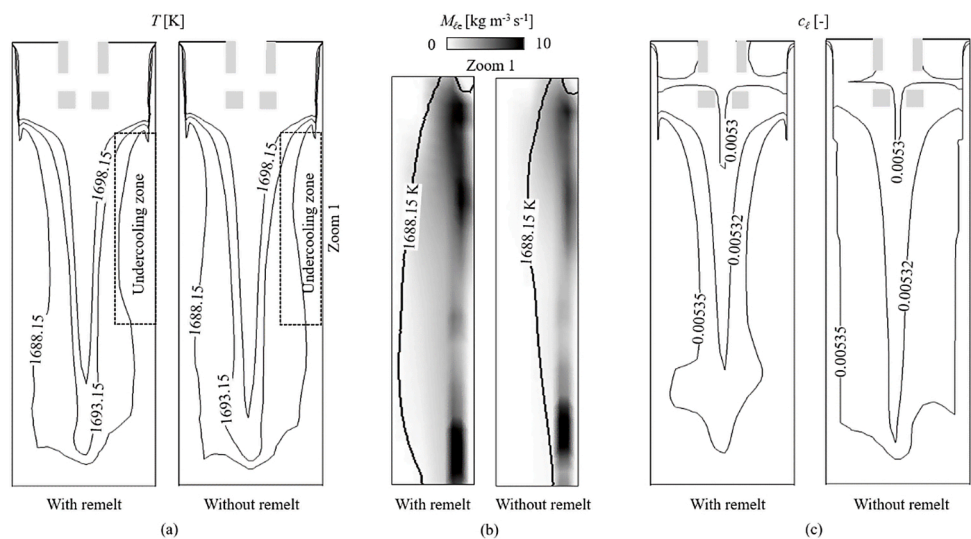 T [K]
1698.15
Undercooling zone
1688.15
1693.15
With remelt
1698.15
Undercooling zone
Zoom 1
1688.15
1693.15
Without remelt
(a)
Mℓe [kg m-3 s-1]
0 10
Zoom 1
1688.15 K
With remelt
1688.15 K
Without remelt
(b)
cℓ [-]
0.0053
0.00532
0.00535
With remelt
0.0053
0.00532
0.00535
Without remelt
(c)